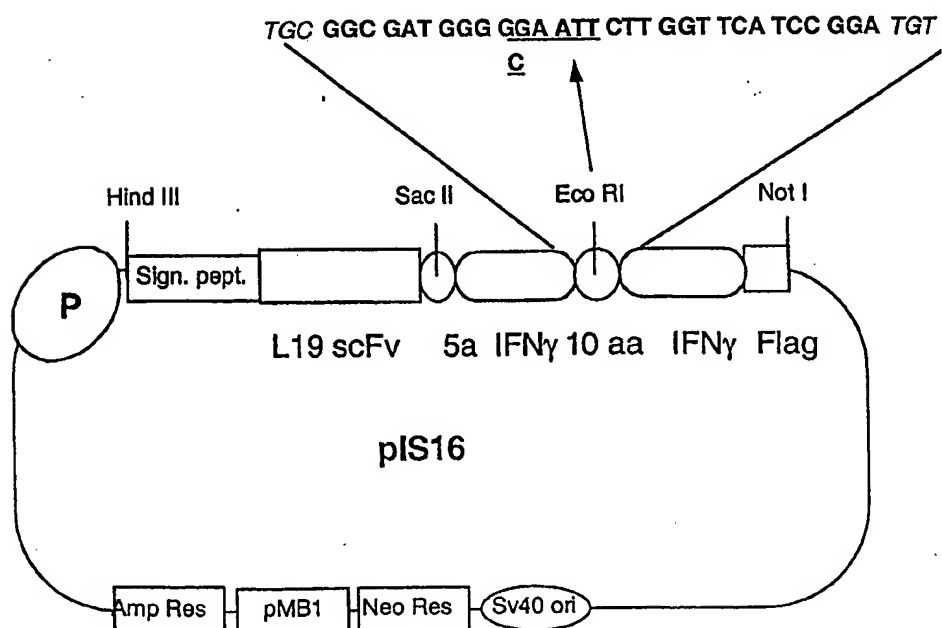 TGC GGC GAT GGG GGA ATT CTT GGT TCA TCC GGA TGT
C
Hind III
Sac II
Eco RI
Not I
P
Sign. pept.
L19 scFv 5a IFNγ 10 aa IFNγ Flag
pIS16
Amp Res
pMB1
Neo Res
Sv40 ori